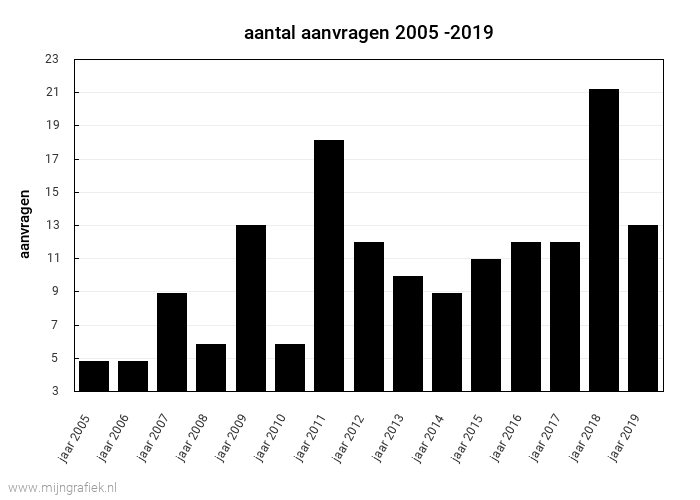 aantal aanvragen 2005 -2019
aanvragen
23
21
19
17
15
13
11
9
7
5
3
jaar 2005
jaar 2006
jaar 2007
jaar 2008
jaar 2009
jaar 2010
jaar 2011
jaar 2012
jaar 2013
jaar 2014
jaar 2015
jaar 2016
jaar 2017
jaar 2018
jaar 2019
www.mijngrafiek.nl